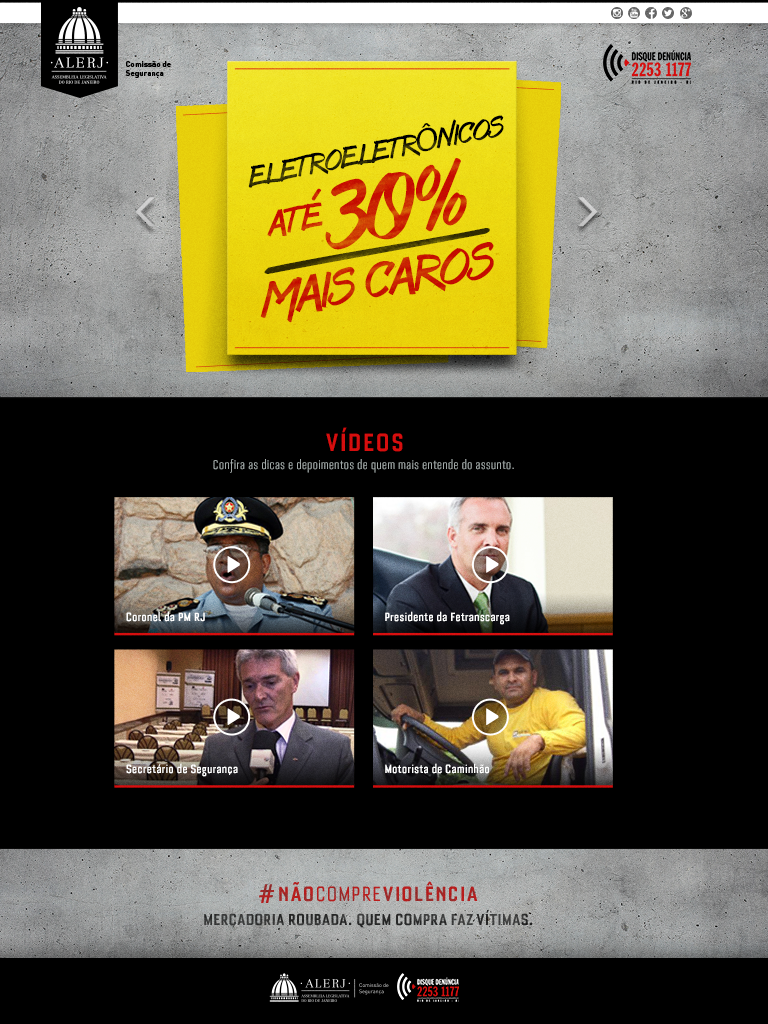 ·ALERJ·
ASSEMBLEIA LEGISLATIVA
DO RIO DE JANEIRO
Comissão de
Segurança
DISQUE DENÚNCIA
2253 1177
RIO DE JANEIRO - RJ
ELETROELETRÔNICOS
ATÉ 30%
MAIS CAROS
VÍDEOS
Confira as dicas e depoimentos de quem mais entende do assunto.
Coronel da PM RJ
Presidente da Fetranscarga
Secretário de Segurança
Motorista de Caminhão
#NÃOCOMPREVIOLÊNCIA
MERCADORIA ROUBADA. QUEM COMPRA FAZ VÍTIMAS.
·ALERJ·
ASSEMBLEIA LEGISLATIVA
DO RIO DE JANEIRO
Comissão de
Segurança
DISQUE DENÚNCIA
2253 1177
RIO DE JANEIRO - RJ